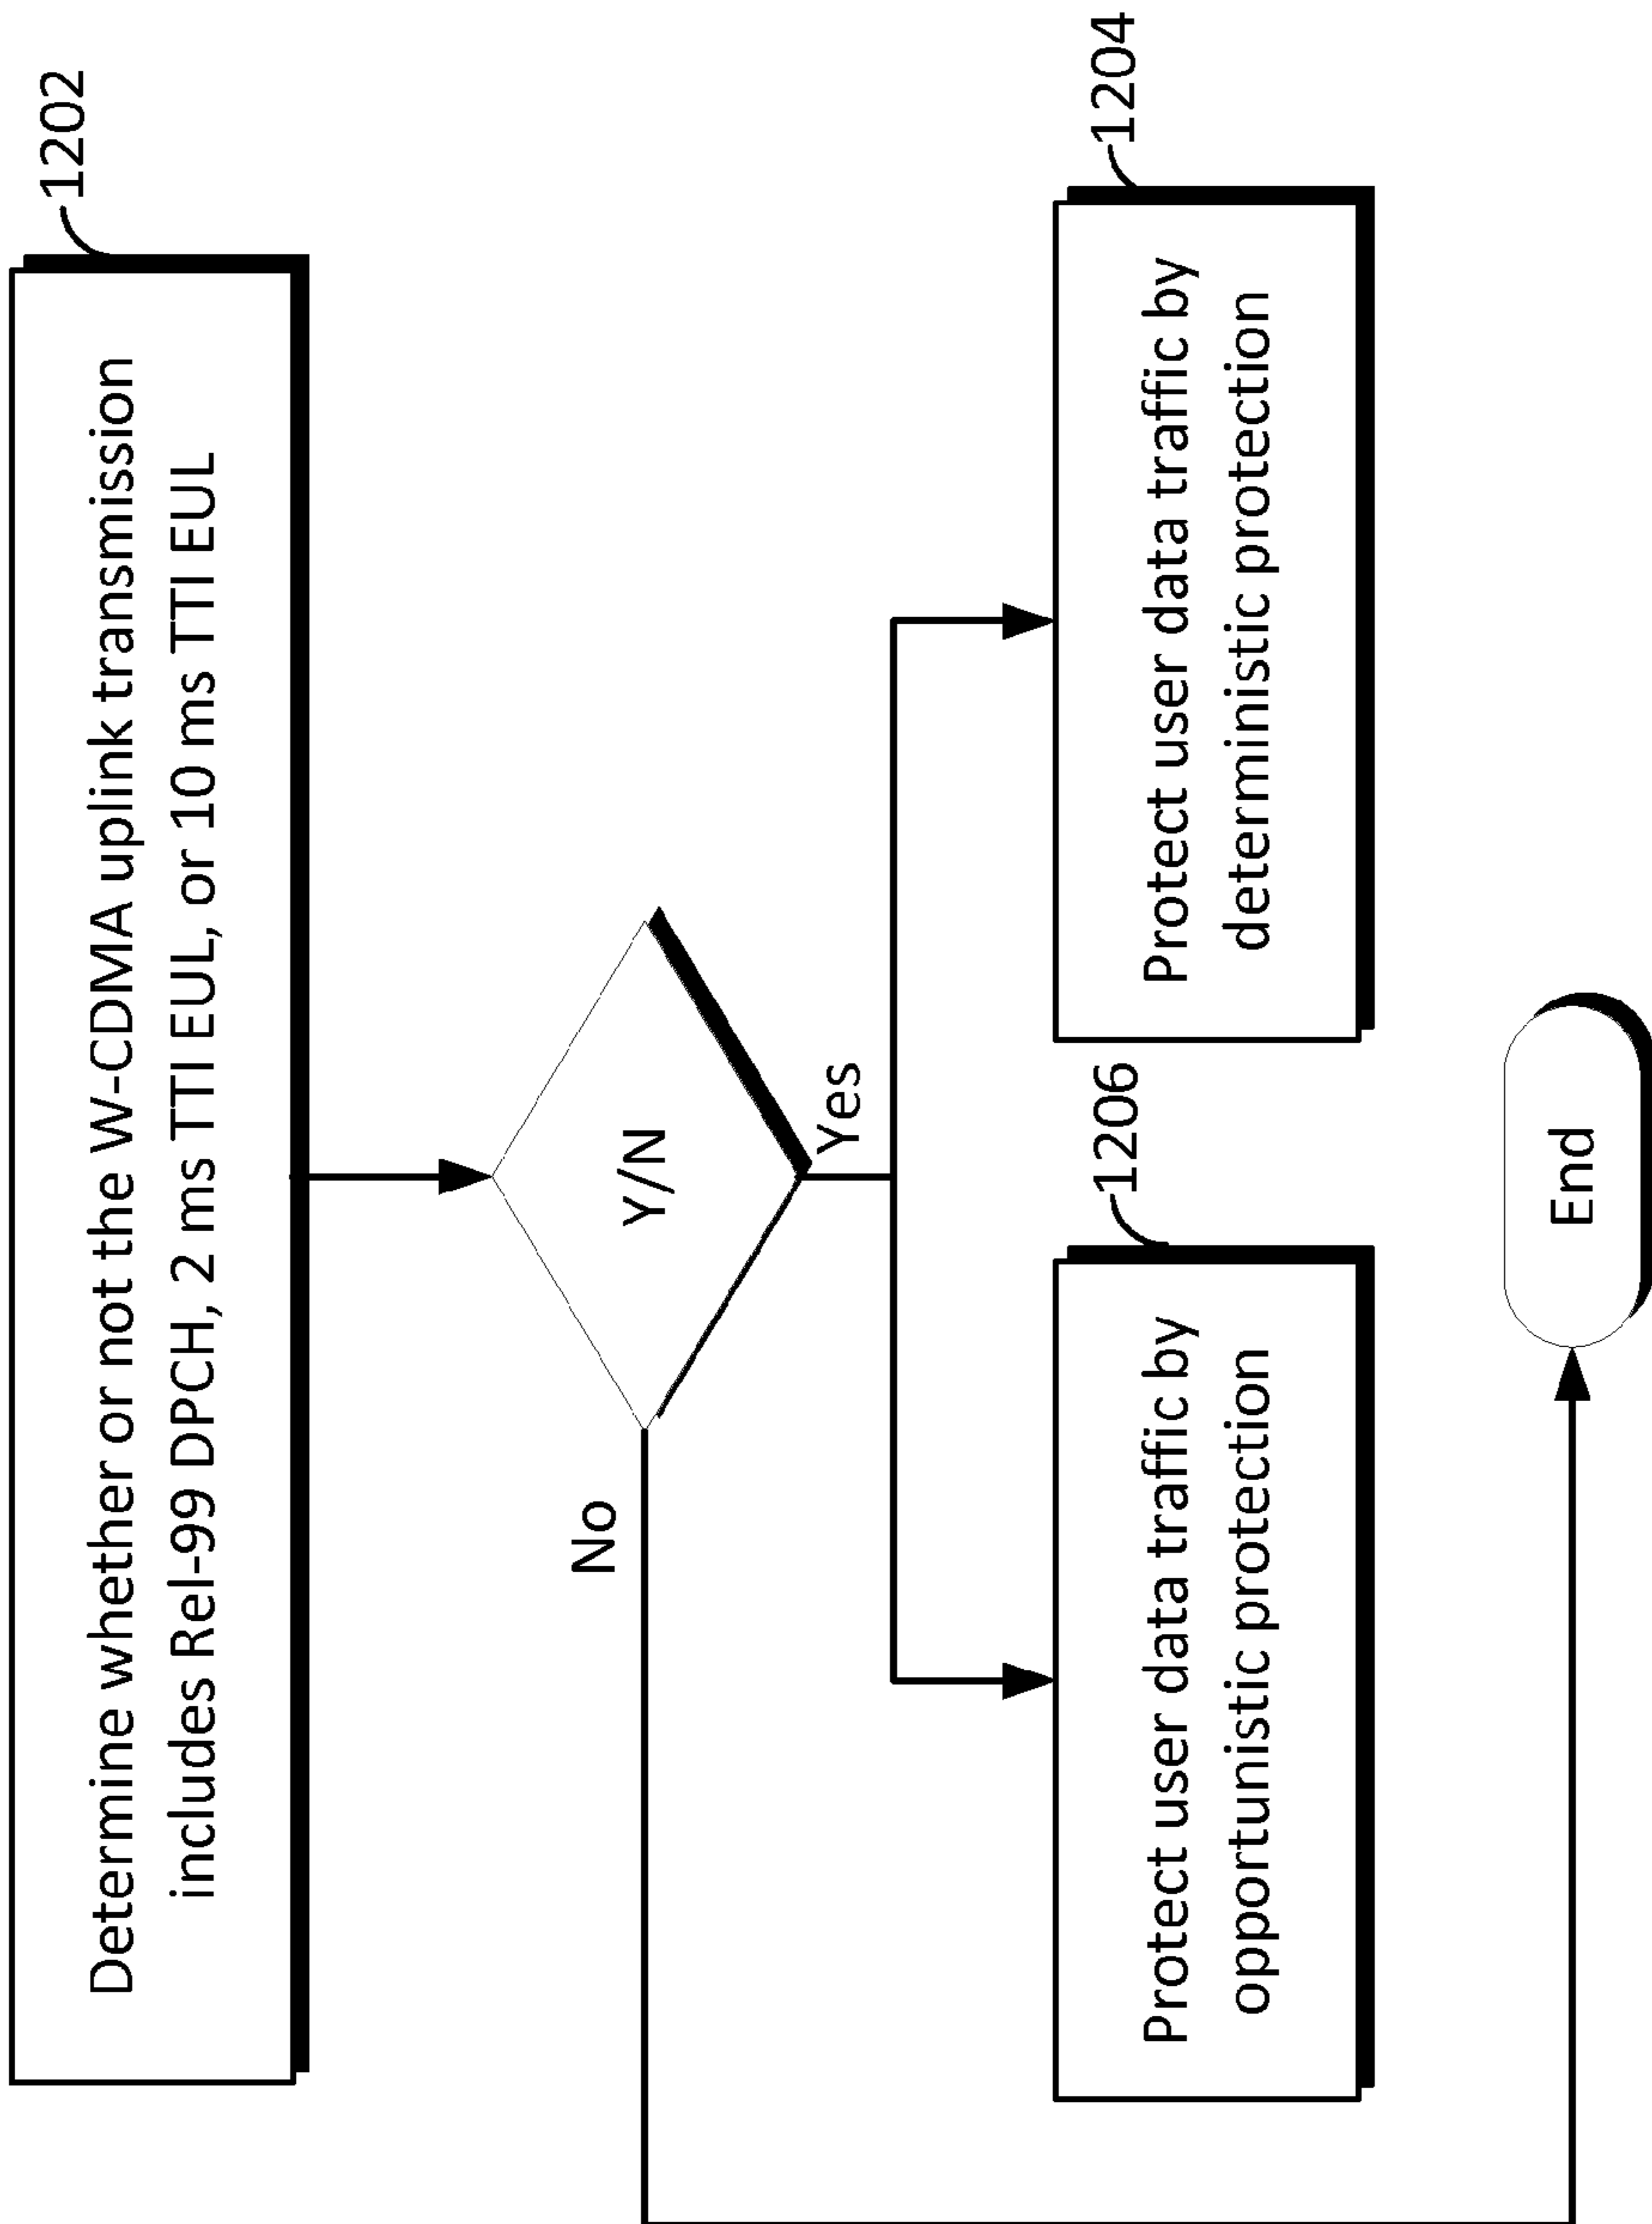 1202
Determine whether or not the W-CDMA uplink transmission
includes Rel-99 DPCH, 2 ms TTI EUL, or 10 ms TTI EUL
Y/N
No
Yes
1206
Protect user data traffic by
opportunistic protection
1204
Protect user data traffic by
deterministic protection
End